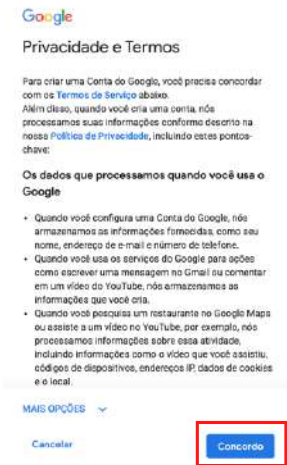 Google
Privacidade e Termos
Para criar uma Conta do Google, você precisa concordar
com os Termos de Serviço abaixo.
Além disso, quando você cria uma conta, nós
processamos suas informações conforme descrito na
nossa Política de Privacidade, incluindo estes pontos-
chave:
Os dados que processamos quando você usa o
Google
• Quando você configura uma Conta do Google, nós
armazenamos as informações fornecidas, como seu
nome, endereço de e-mail e número de telefone.
• Quando você usa os serviços do Google para ações
como escrever uma mensagem no Gmail ou comentar
em um vídeo do YouTube, nós armazenamos as
informações que você cria.
• Quando você pesquisa um restaurante no Google Maps
ou assiste a um vídeo no YouTube, por exemplo, nós
processamos informações sobre essa atividade,
incluindo informações como o vídeo que você assistiu,
códigos de dispositivos, endereços IP, dados de cookies
e o local.
MAIS OPÇÕES
Cancelar
Concordo